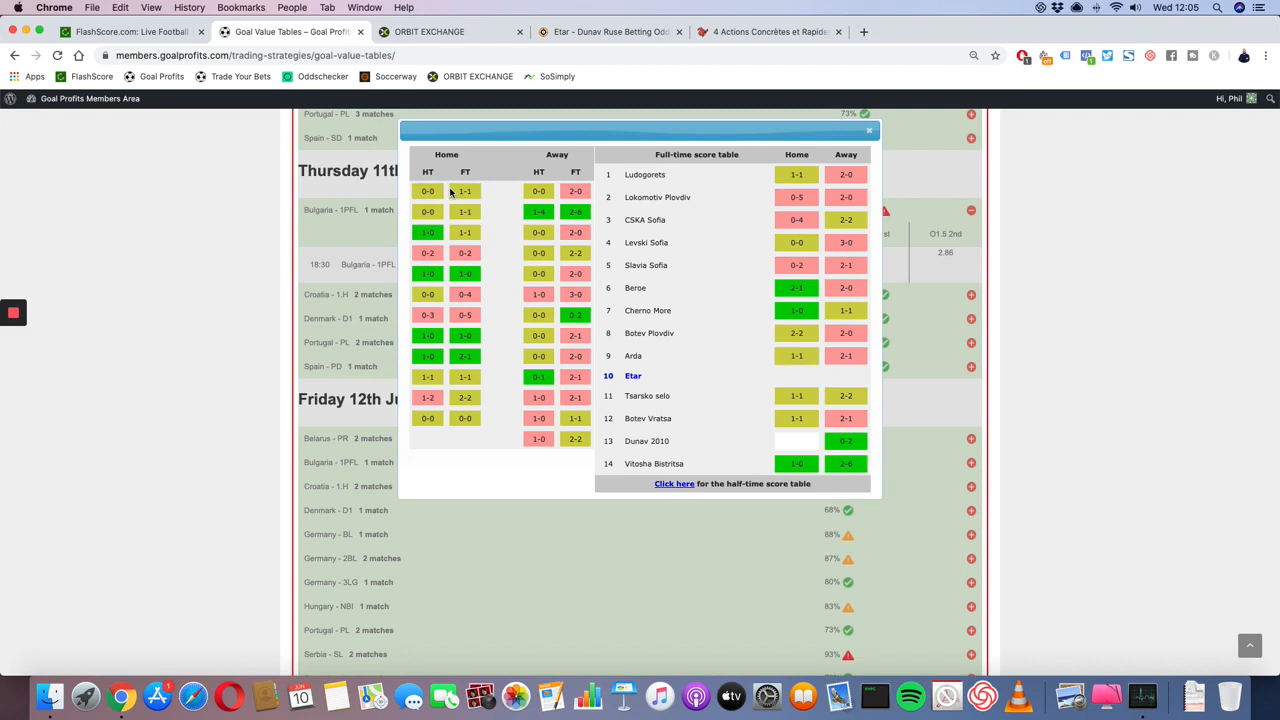 Chrome File Edit View History Bookmarks People Tab Window Help Wed 12:05
FlashScore.com: Live Football Goal Value Tables – Goal Profits ORBIT EXCHANGE Etar - Dunav Ruse Betting Odd 4 Actions Concrètes et Rapides
members.goalprofits.com/trading-strategies/goal-value-tables/
Apps FlashScore Goal Profits Trade Your Bets Oddschecker Soccerway ORBIT EXCHANGE SoSimply
Goal Profits Members Area Hi, Phil
Portugal - PL 3 matches 73%
Spain - SD 1 match
Thursday 11th
Bulgaria - 1PFL 1 match
st O1.5 2nd
18:30 Bulgaria - 1PFL 2.86
Croatia - 1.H 2 matches
Denmark - D1 1 match
Portugal - PL 2 matches
Spain - PD 1 match
Friday 12th Ju
Belarus - PR 2 matches
Bulgaria - 1PFL 1 match
Croatia - 1.H 2 matches
Denmark - D1 1 match 68%
Germany - BL 1 match 88%
Germany - 2BL 2 matches 87%
Germany - 3LG 1 match 80%
Hungary - NBI 1 match 83%
Portugal - PL 2 matches 73%
Serbia - SL 2 matches 93%
Home Away
HT FT HT FT
0-0 1-1 0-0 2-0
0-0 1-1 1-4 2-6
1-0 1-1 0-0 2-0
0-2 0-2 0-0 2-2
1-0 1-0 0-0 2-0
0-0 0-4 1-0 3-0
0-3 0-5 0-0 0-2
1-0 1-0 0-0 2-1
1-0 2-1 0-0 2-0
1-1 1-1 0-1 2-1
1-2 2-2 1-0 2-1
0-0 0-0 1-0 1-1
1-0 2-2
Full-time score table Home Away
1 Ludogorets 1-1 2-0
2 Lokomotiv Plovdiv 0-5 2-0
3 CSKA Sofia 0-4 2-2
4 Levski Sofia 0-0 3-0
5 Slavia Sofia 0-2 2-1
6 Beroe 2-1 2-0
7 Cherno More 1-0 1-1
8 Botev Plovdiv 2-2 2-0
9 Arda 1-1 2-1
10 Etar
11 Tsarsko selo 1-1 2-2
12 Botev Vratsa 1-1 2-1
13 Dunav 2010 0-2
14 Vitosha Bistritsa 1-0 2-6
Click here for the half-time score table
JUN
10